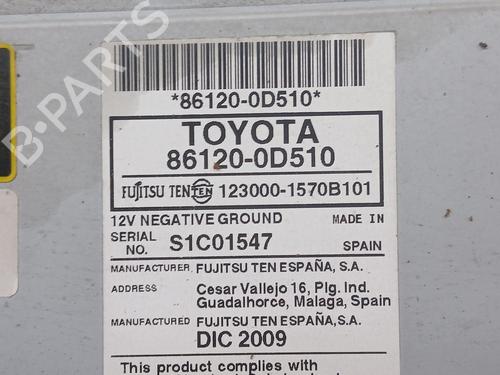 *86120-0D510*
TOYOTA
86120-0D510
FUJITSU TEN TEN 123000-1570B101
12V NEGATIVE GROUND MADE IN
SERIAL NO. S1C01547 SPAIN
MANUFACTURER FUJITSU TEN ESPAÑA, S.A.
ADDRESS Cesar Vallejo 16, Plg. Ind.
Guadalhorce, Malaga, Spain
MANUFACTURED FUJITSU TEN ESPAÑA,S.A.
DIC 2009
This product complies with